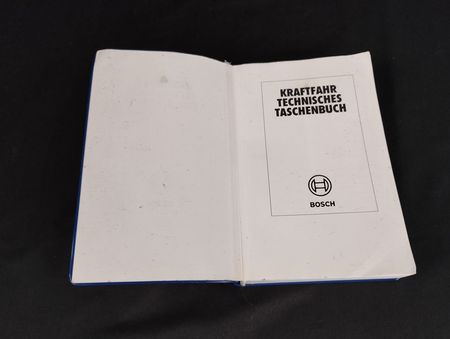 KRAFTFAHR
TECHNISCHES
TASCHENBUCH
BOSCH